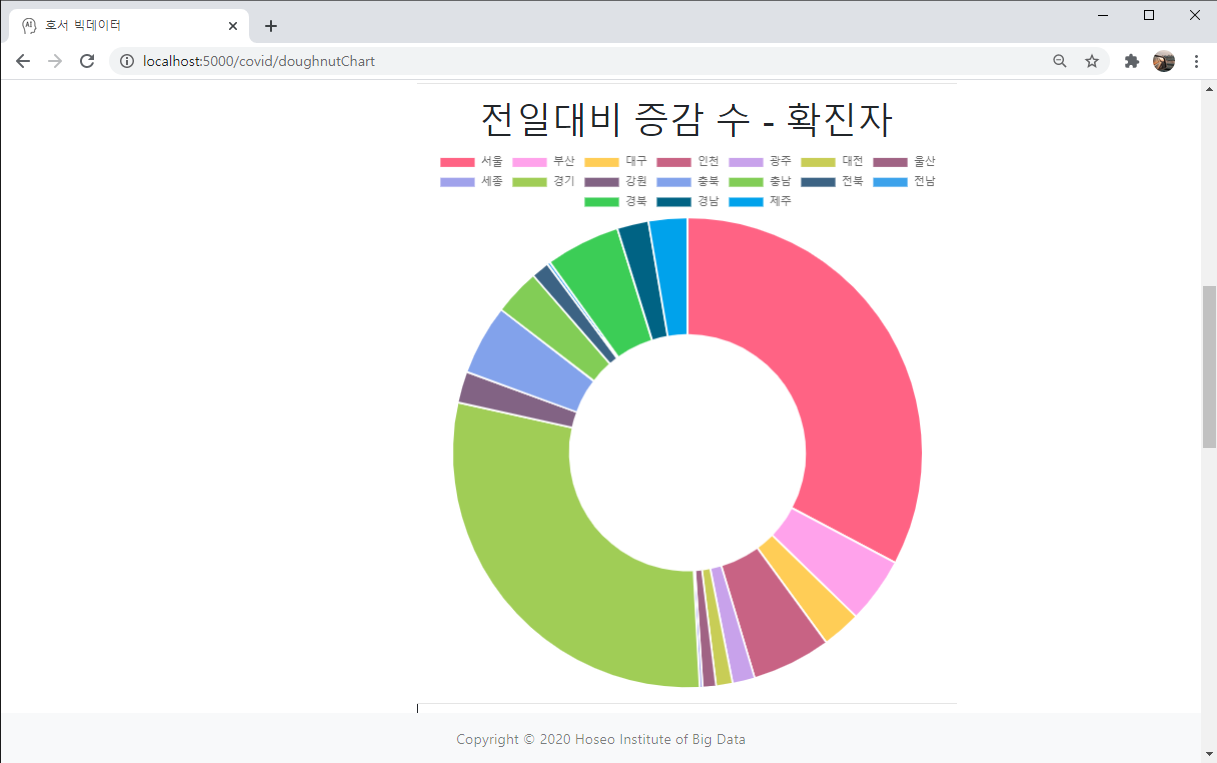 호서 빅데이터
localhost:5000/covid/doughnutChart
전일대비 증감 수 - 확진자
서울 부산 대구 인천 광주 대전 울산
세종 경기 강원 충북 충남 전북 전남
경북 경남 제주
Copyright © 2020 Hoseo Institute of Big Data